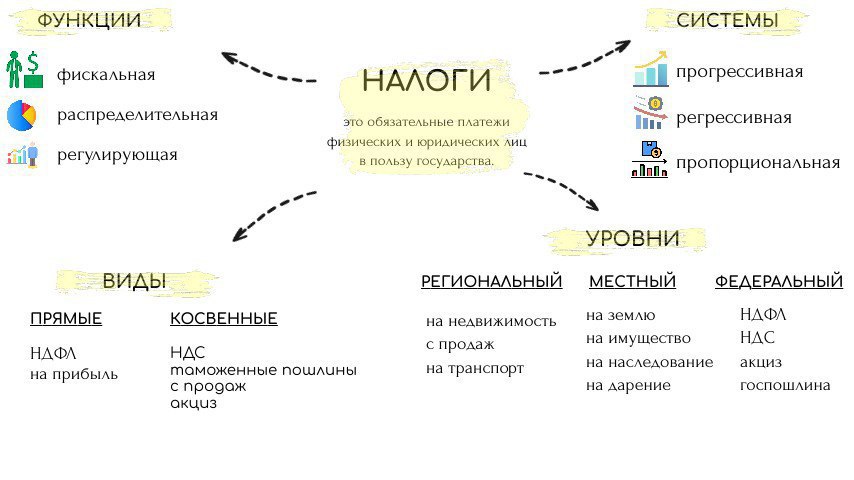 ФУНКЦИИ
фискальная
распределительная
регулирующая
НАЛОГИ
это обязательные платежи
физических и юридических лиц
в пользу государства.
СИСТЕМЫ
прогрессивная
регрессивная
пропорциональная
ВИДЫ
ПРЯМЫЕ
НДФЛ
на прибыль
КОСВЕННЫЕ
НДС
таможенные пошлины
с продаж
акциз
УРОВНИ
РЕГИОНАЛЬНЫЙ
на недвижимость
с продаж
на транспорт
МЕСТНЫЙ
на землю
на имущество
на наследование
на дарение
ФЕДЕРАЛЬНЫЙ
НДФЛ
НДС
акциз
госпошлина